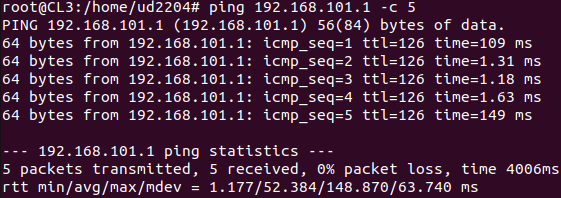 root@CL3:/home/ud2204# ping 192.168.101.1 -c 5
PING 192.168.101.1 (192.168.101.1) 56(84) bytes of data.
64 bytes from 192.168.101.1: icmp_seq=1 ttl=126 time=109 ms
64 bytes from 192.168.101.1: icmp_seq=2 ttl=126 time=1.31 ms
64 bytes from 192.168.101.1: icmp_seq=3 ttl=126 time=1.18 ms
64 bytes from 192.168.101.1: icmp_seq=4 ttl=126 time=1.63 ms
64 bytes from 192.168.101.1: icmp_seq=5 ttl=126 time=149 ms

--- 192.168.101.1 ping statistics ---
5 packets transmitted, 5 received, 0% packet loss, time 4006ms
rtt min/avg/max/mdev = 1.177/52.384/148.870/63.740 ms